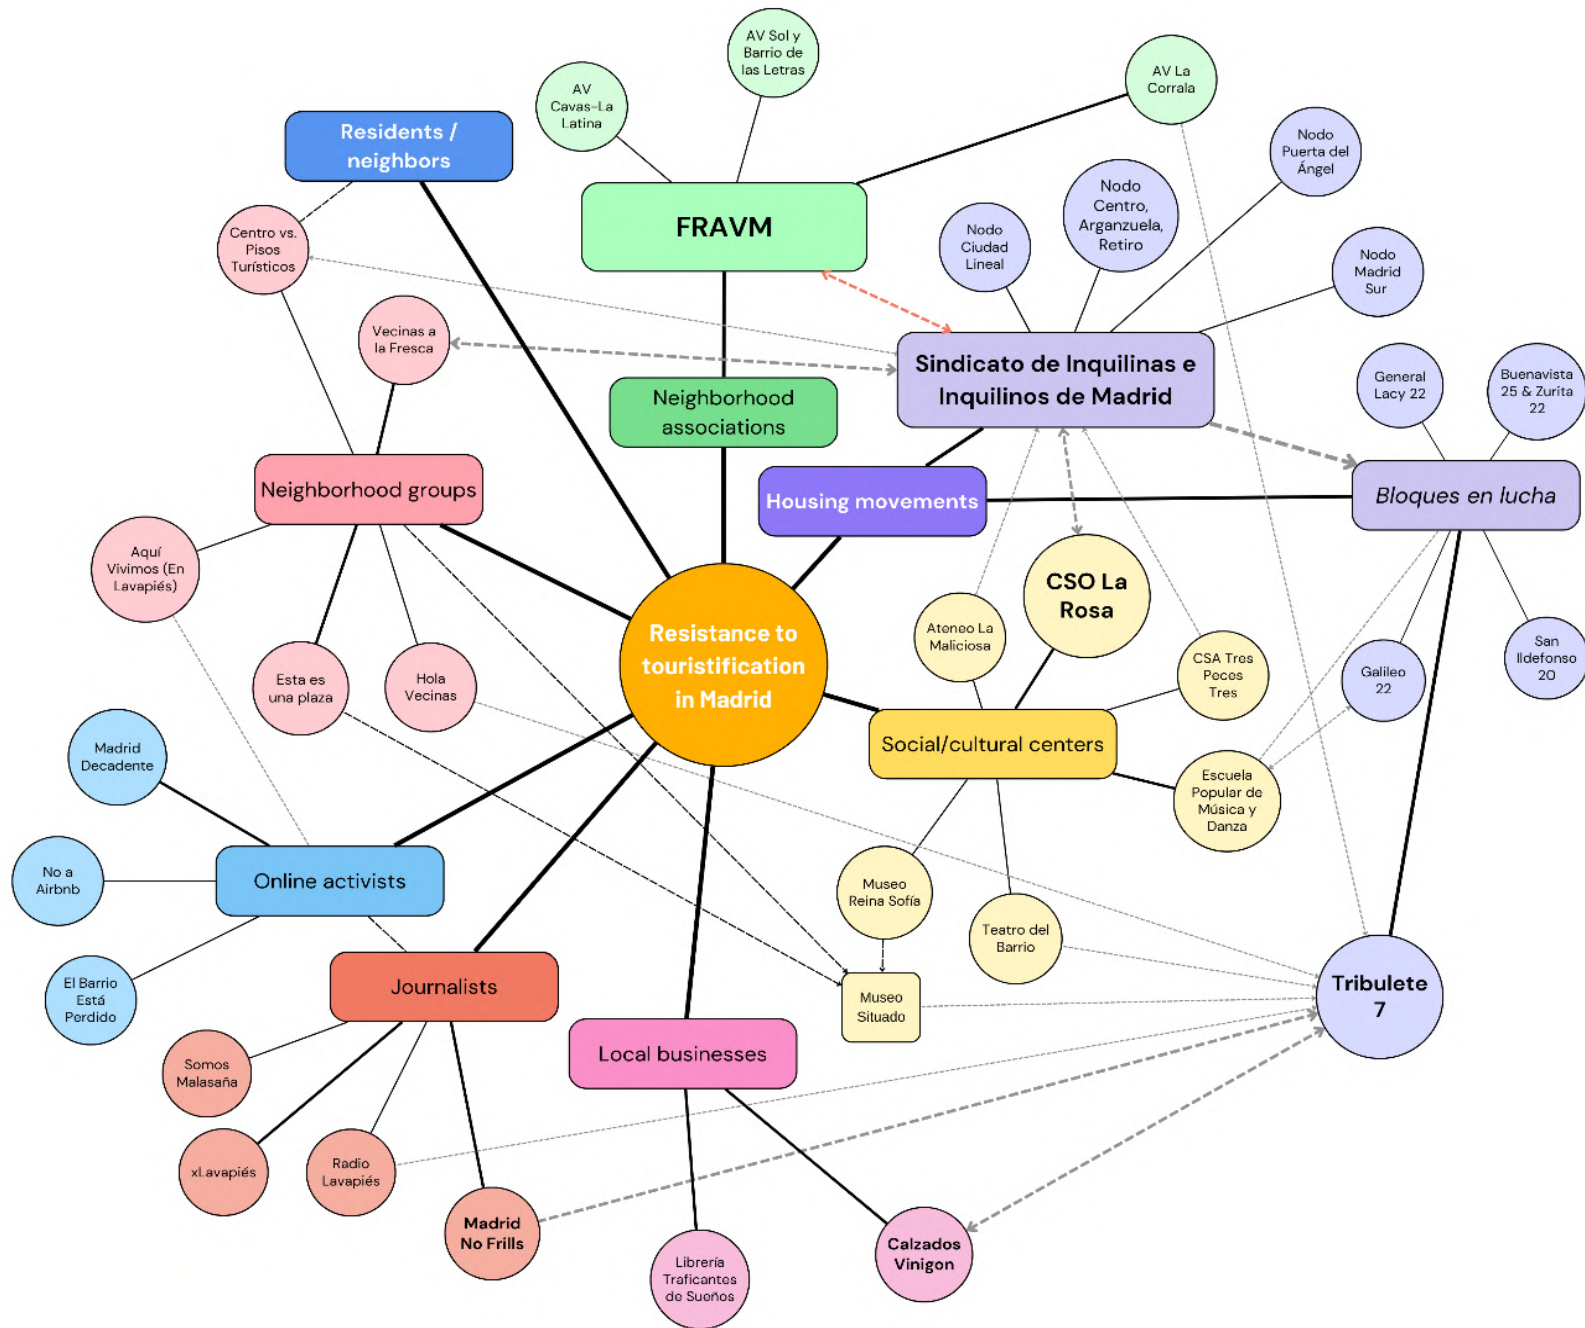 AV Sol y
Barrio de
las Letras
AV La
Corrala
AV
Cavas-La
Latina
Residents /
neighbors
Nodo
Puerta del
Ángel
FRAVM
Nodo
Centro,
Arganzuela,
Retiro
Centro vs.
Pisos
Turísticos
Nodo
Ciudad
Lineal
Nodo
Madrid
Sur
Vecinas a
la Fresca
Sindicato de Inquilinas e
Inquilinos de Madrid
General
Lacy 22
Buenavista
25 & Zurita
22
Neighborhood
associations
Neighborhood groups
Housing movements
Bloques en lucha
Aquí
Vivimos (En
Lavapiés)
CSO La
Rosa
Ateneo La
Maliciosa
Resistance to
touristification
in Madrid
CSA Tres
Peces
Tres
San
Ildefonso
20
Esta es
una plaza
Hola
Vecinas
Galileo
22
Madrid
Decadente
Social/cultural centers
Escuela
Popular de
Música y
Danza
No a
Airbnb
Online activists
Museo
Reina Sofía
Teatro del
Barrio
El Barrio
Está
Perdido
Journalists
Museo
Situado
Tribulete
7
Local businesses
Somos
Malasaña
xLavapiés
Radio
Lavapiés
Madrid
No Frills
Librería
Traficantes
de Sueños
Calzados
Vinigon